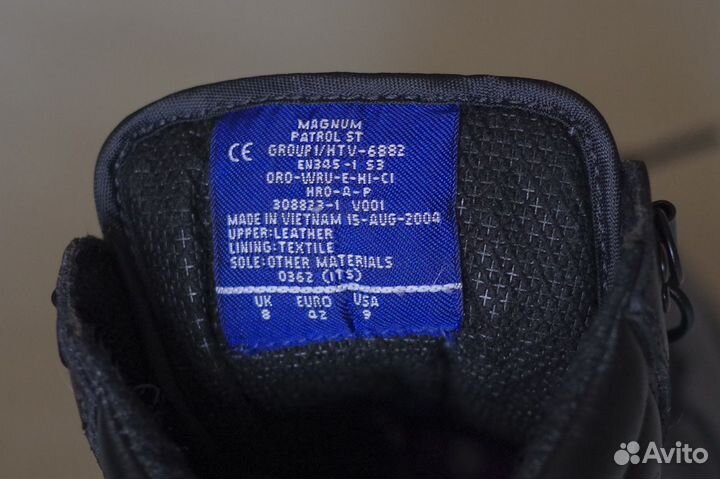 MAGNUM
PATROL ST
CE GROUP1/HTV-6882
EN345-1 S3
ORO-WRU-E-HI-CI
HRO-A-P
308823-1 V001
MADE IN VIETNAM 15-AUG-2004
UPPER:LEATHER
LINING:TEXTILE
SOLE:OTHER MATERIALS
0362 (ITS)
UK EURO USA
8 42 9
Avito